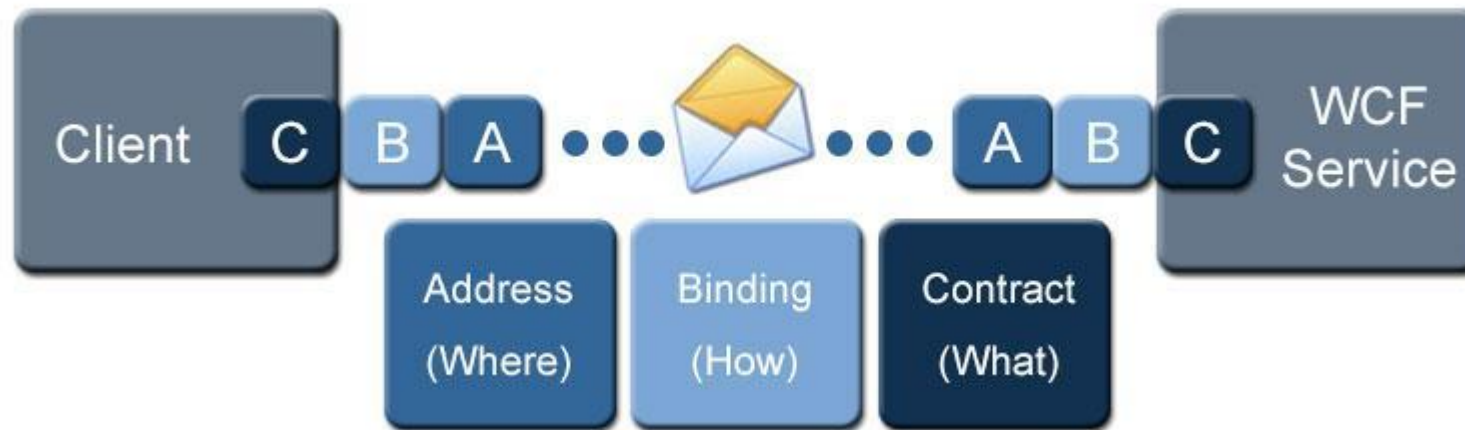 Client
C B A
A B C
WCF
Service
Address
(Where)
Binding
(How)
Contract
(What)